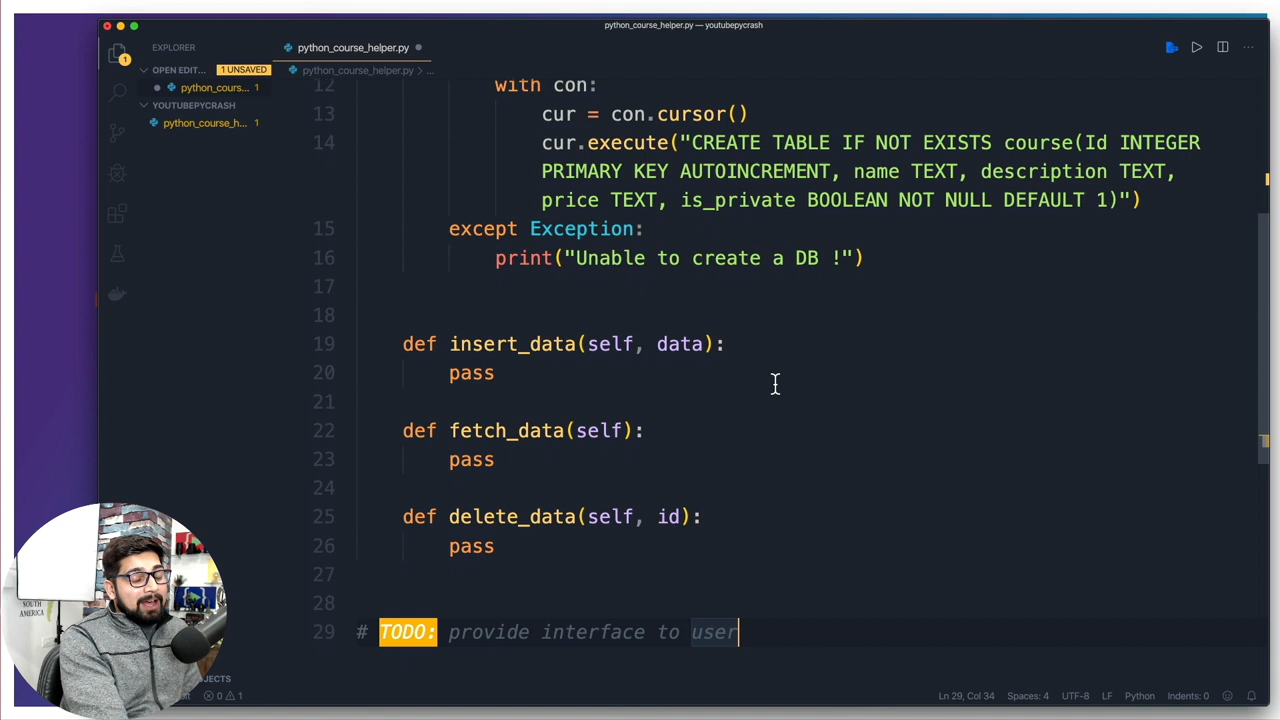 python_course_helper.py — youtubepycrash
EXPLORER
python_course_helper.py
OPEN EDIT... 1 UNSAVED
python_course_helper.py > ...
python_cours... 1
YOUTUBEPYCRASH
python_course_h... 1
1
12 with con:
13 cur = con.cursor()
14 cur.execute("CREATE TABLE IF NOT EXISTS course(Id INTEGER
PRIMARY KEY AUTOINCREMENT, name TEXT, description TEXT,
price TEXT, is_private BOOLEAN NOT NULL DEFAULT 1)")
15 except Exception:
16 print("Unable to create a DB !")
17
18
19 def insert_data(self, data):
20 pass
21
22 def fetch_data(self):
23 pass
24
25 def delete_data(self, id):
26 pass
27
28
29 # TODO: provide interface to user
SOUTH
AMERICA
0 1
Ln 29, Col 34 Spaces: 4 UTF-8 LF Python Indents: 0